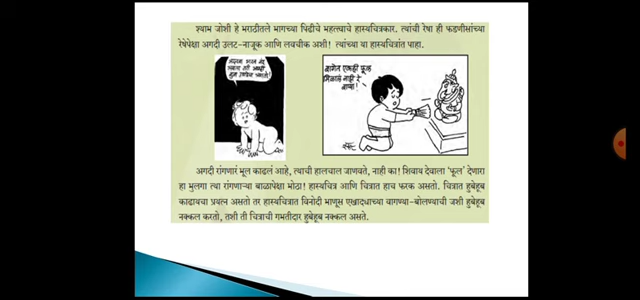 श्याम जोशी हे मराठीतले भागच्या पिढीचे महत्त्वाचे हास्यचित्रकार. त्यांची रेषा ही फडणीसांच्या
रेषेपेक्षा अगदी उलट-नाजूक आणि लवचीक अशी! त्यांच्या या हास्यचित्रांत पाहा.
बागेत एकही फूल
मिळालं नाही रे
बाप्पा!
अगदी रांगणारं मूल काढलं आहे, त्याची हालचाल जाणवते, नाही का! शिवाय देवाला 'फूल' देणारा
हा मुलगा त्या रांगणाऱ्या बाळापेक्षा मोठा! हास्यचित्र आणि चित्रात हाच फरक असतो. चित्रात हुबेहूब
काढायचा प्रयत्न असतो तर हास्यचित्रात विनोदी माणूस एखाद्याच्या वागण्या-बोलण्याची जशी हुबेहूब
नक्कल करतो, तशी ती चित्राची गमतीदार हुबेहूब नक्कल असते.